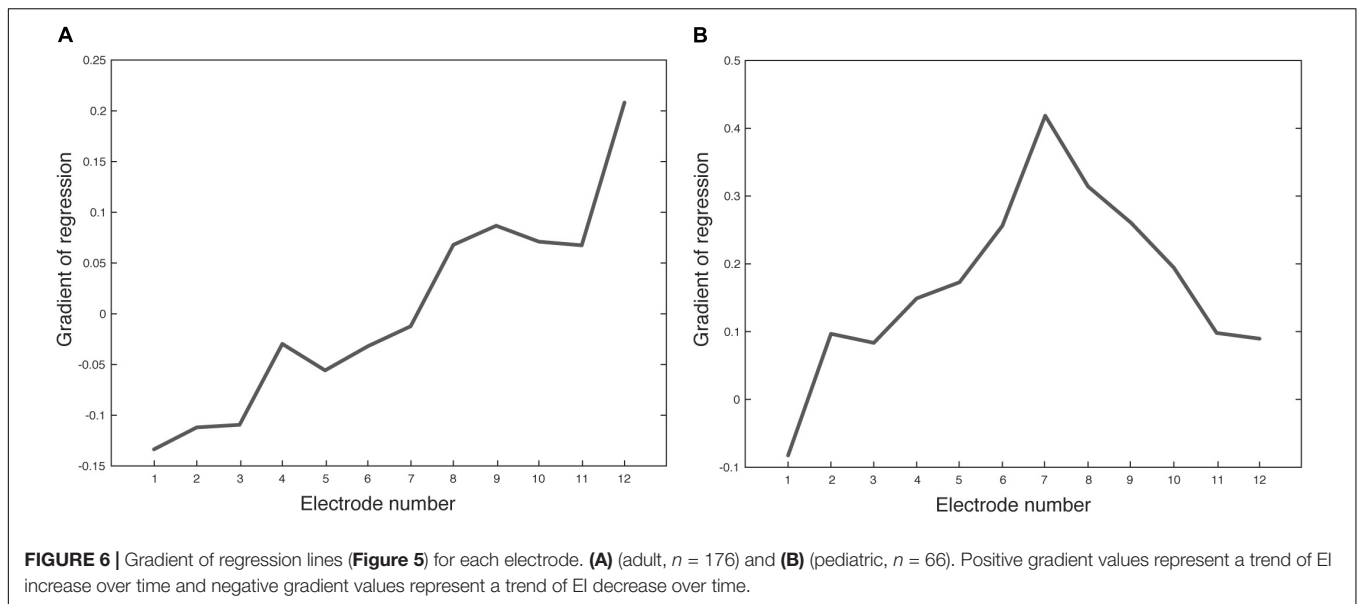 A
0.25
0.2
0.15
0.1
0.05
0
-0.05
-0.1
-0.15
Gradient of regression
1 2 3 4 5 6 7 8 9 10 11 12
Electrode number
B
0.5
0.4
0.3
0.2
0.1
0
-0.1
Gradient of regression
1 2 3 4 5 6 7 8 9 10 11 12
Electrode number
FIGURE 6 | Gradient of regression lines (Figure 5) for each electrode. (A) (adult, n = 176) and (B) (pediatric, n = 66). Positive gradient values represent a trend of EI
increase over time and negative gradient values represent a trend of EI decrease over time.